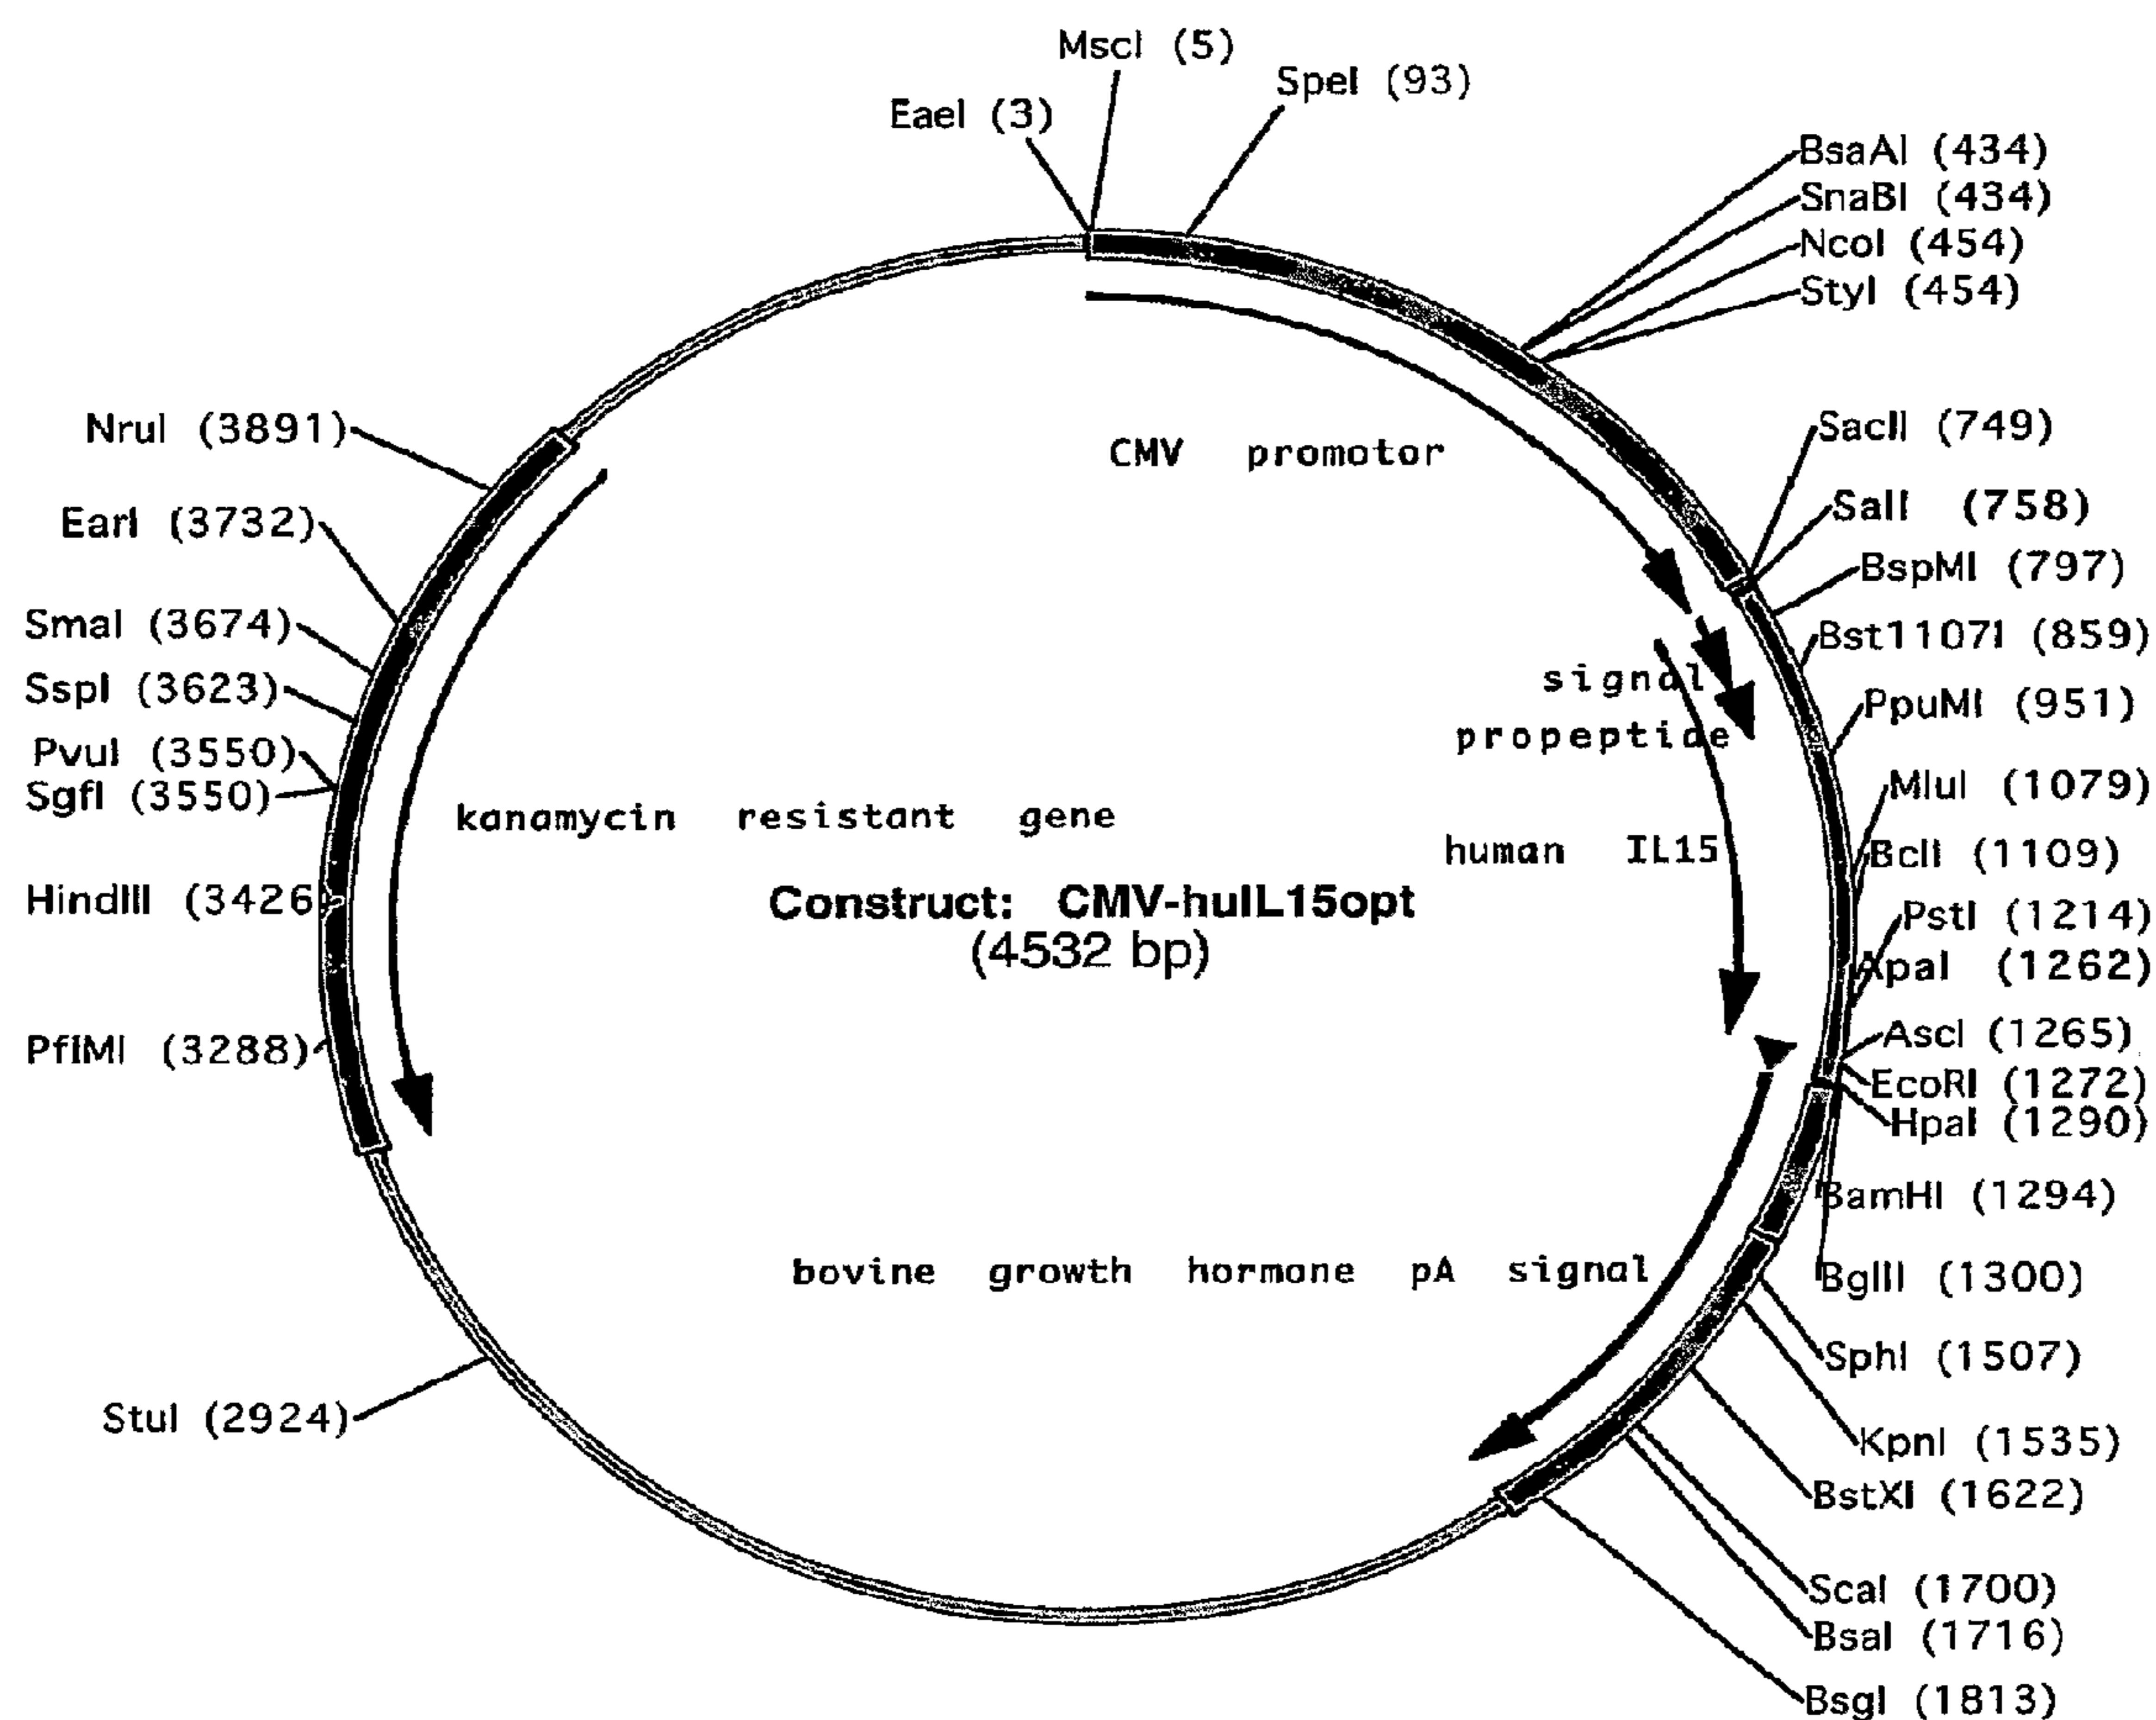 MscI (5)
SpeI (93)
EaeI (3)
BsaAI (434)
SnaBI (434)
NcoI (454)
StyI (454)
NruI (3891)
SacII (749)
CMV promotor
EarI (3732)
SalI (758)
BspMI (797)
SmaI (3674)
Bst1107I (859)
signal
SspI (3623)
PpuMI (951)
propeptide
PvuI (3550)
SgfI (3550)
MluI (1079)
kanamycin resistant gene
human IL15
BclI (1109)
HindIII (3426
Construct: CMV-huIL15opt
(4532 bp)
PstI (1214)
ApaI (1262)
AscI (1265)
PflMI (3288)
EcoRI (1272)
HpaI (1290)
BamHI (1294)
bovine growth hormone pA signal
BglII (1300)
SphI (1507)
StuI (2924)
KpnI (1535)
BstXI (1622)
ScaI (1700)
BsaI (1716)
BsgI (1813)